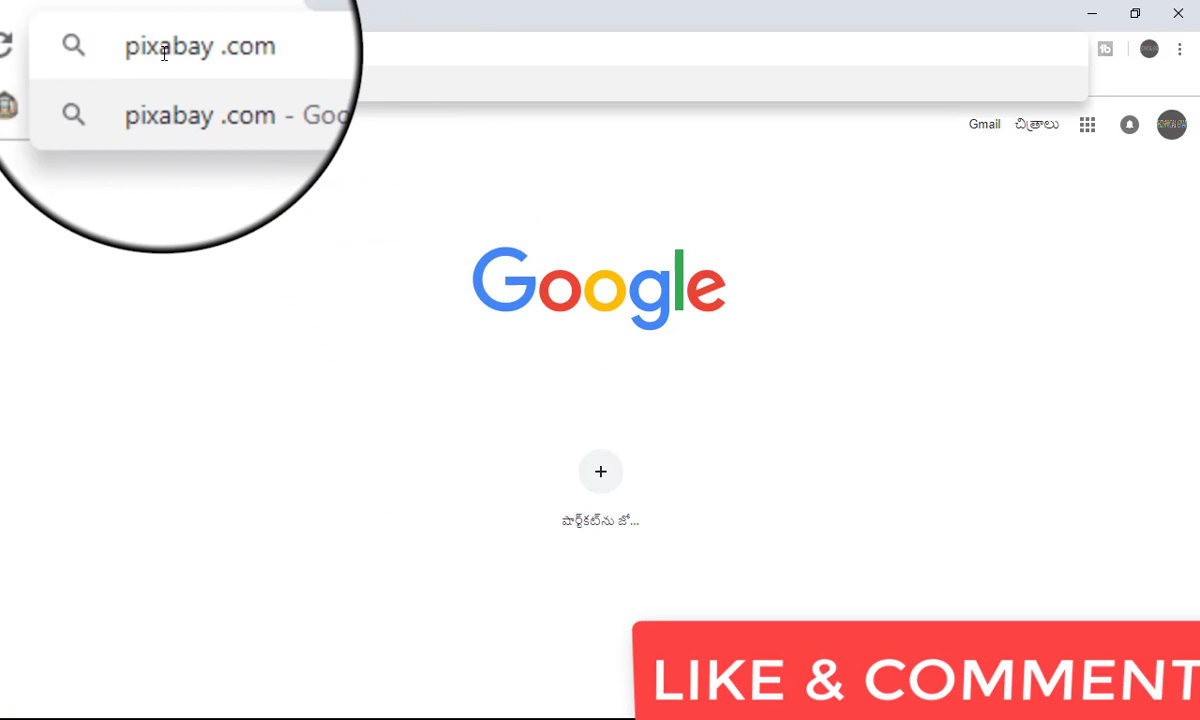 pixabay .com
pixabay .com - Goo
Gmail చిత్రాలు
Google
షార్ట్‌కట్‌ను జో...
LIKE & COMMENT